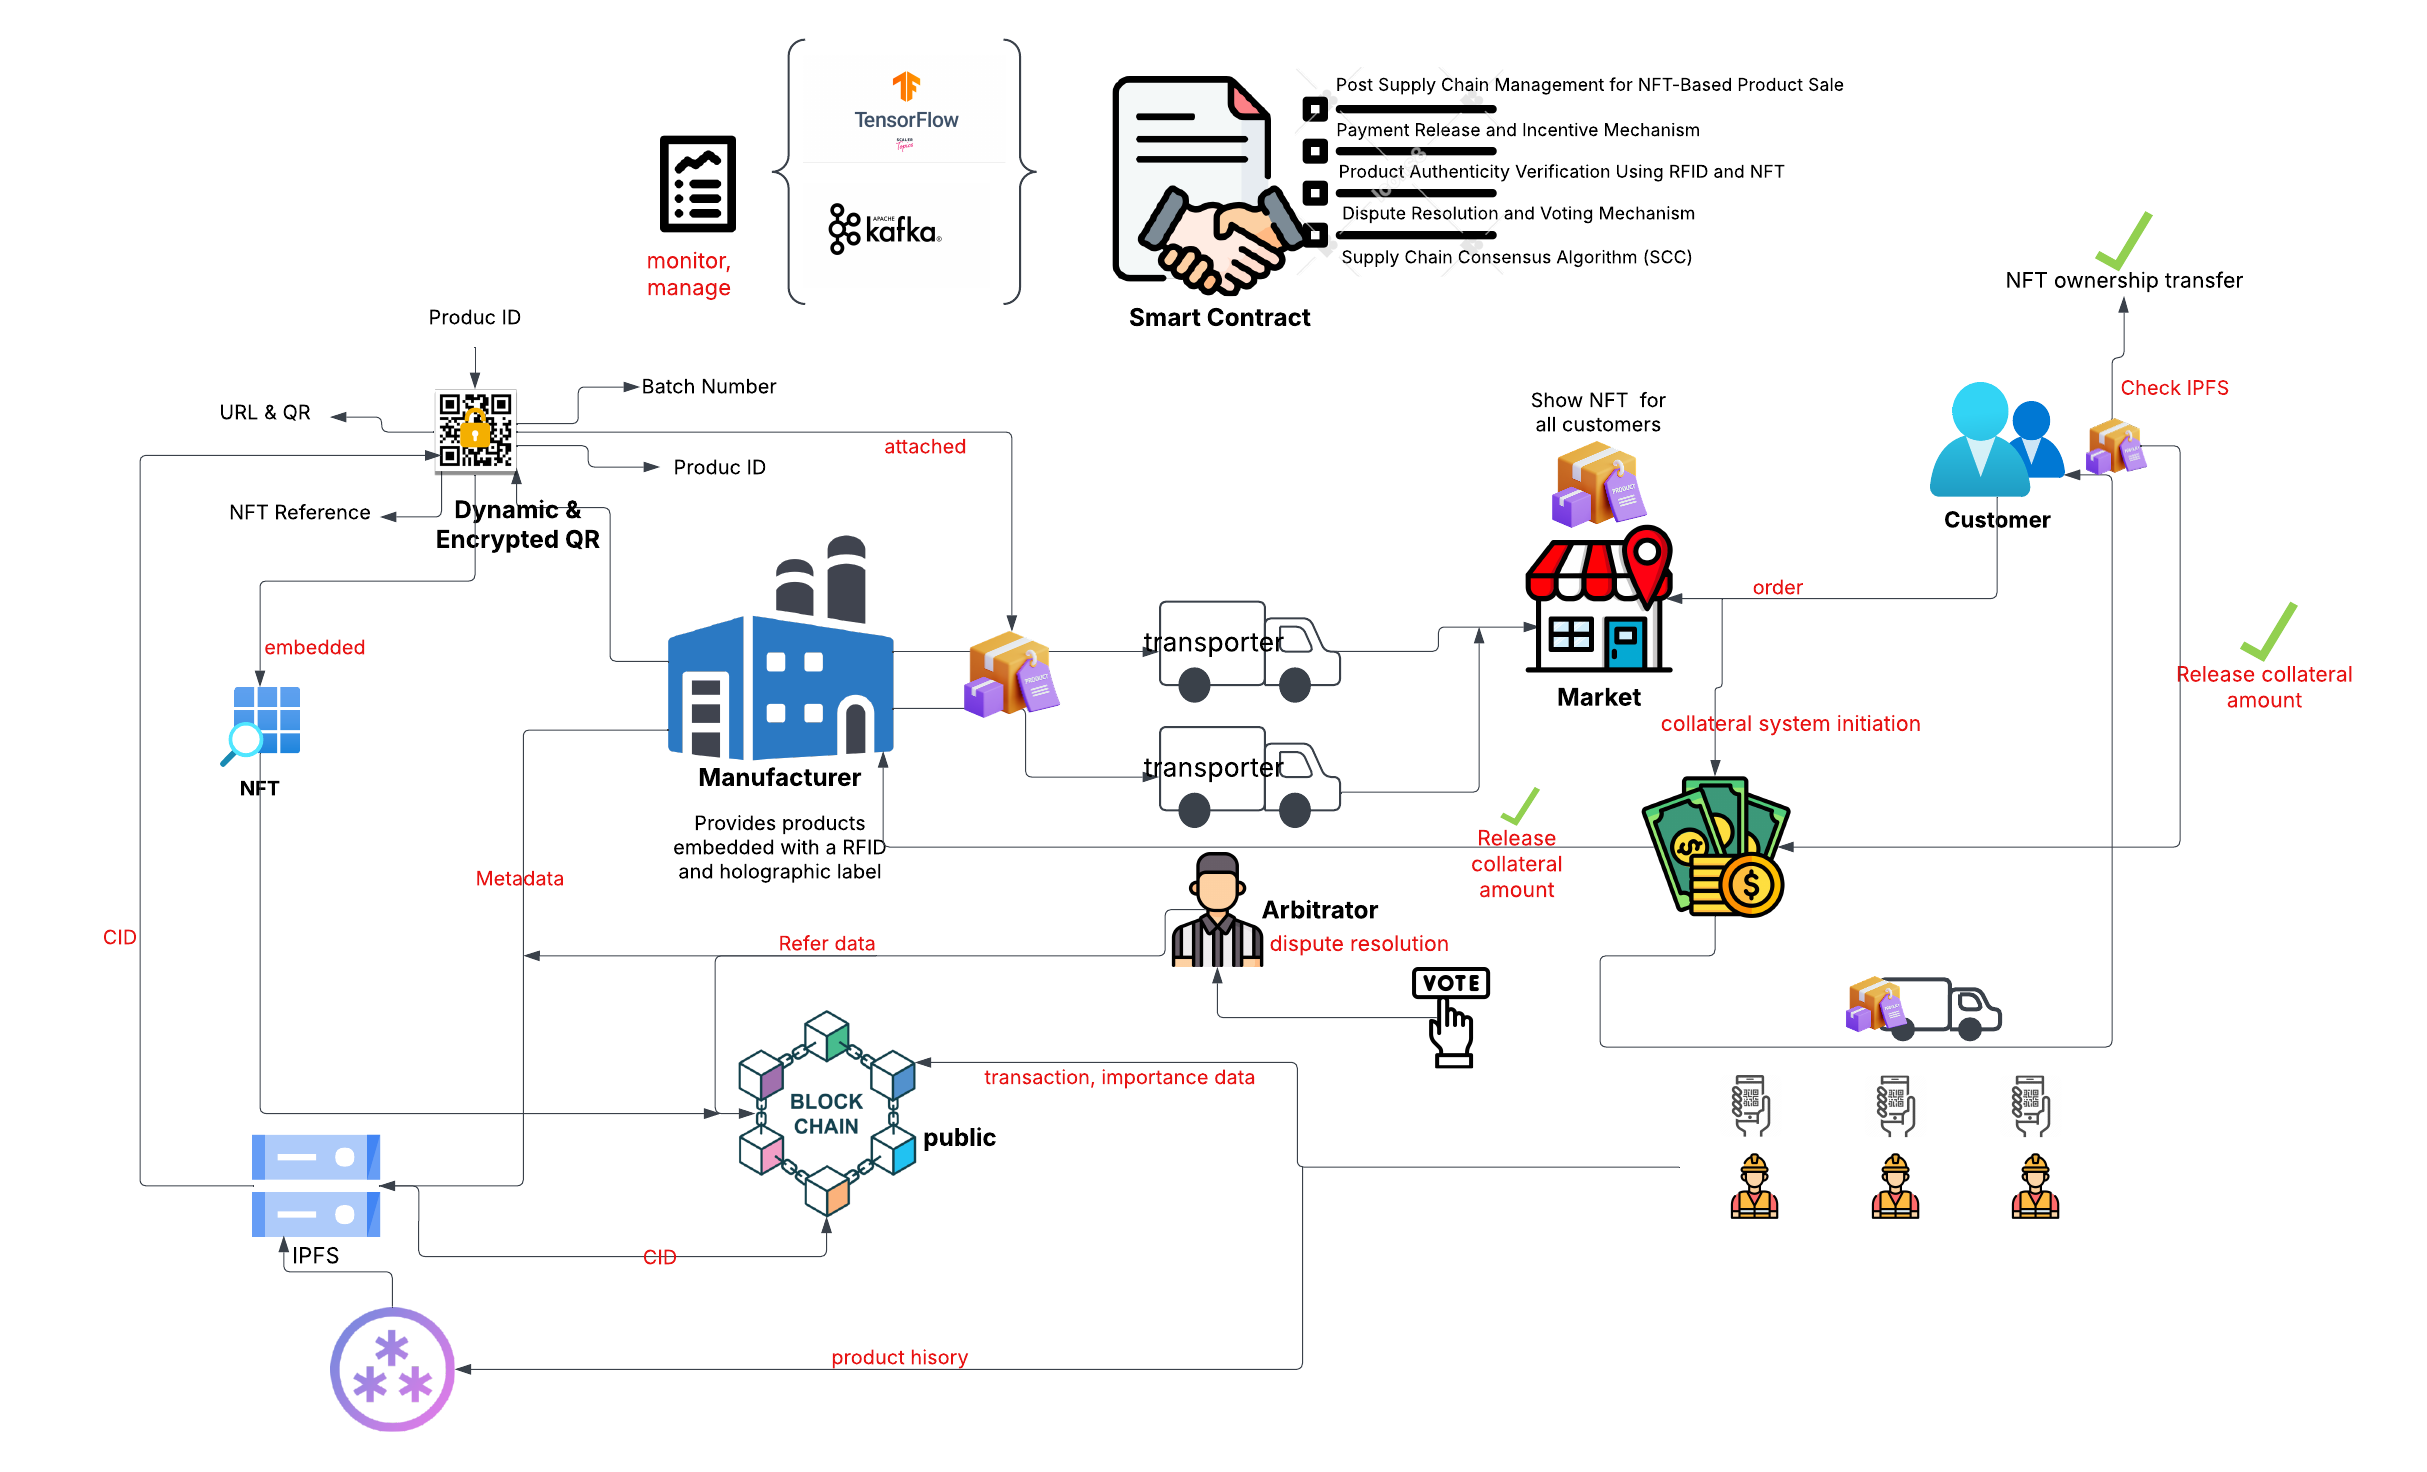 TensorFlow
SCALER
Topics
APACHE
kafka
monitor,
manage
Post Supply Chain Management for NFT-Based Product Sale
Payment Release and Incentive Mechanism
Product Authenticity Verification Using RFID and NFT
Dispute Resolution and Voting Mechanism
Supply Chain Consensus Algorithm (SCC)
Smart Contract
NFT ownership transfer
Check IPFS
Produc ID
Batch Number
URL & QR
attached
Produc ID
NFT Reference
Dynamic &
Encrypted QR
Show NFT for
all customers
PRODUCT
Customer
order
embedded
NFT
Manufacturer
Provides products
embedded with a RFID
and holographic label
PRODUCT
transporter
transporter
Market
collateral system initiation
Release collateral
amount
Release
collateral
amount
Metadata
CID
Refer data
Arbitrator
dispute resolution
VOTE
BLOCK
CHAIN
public
transaction, importance data
IPFS
CID
product hisory